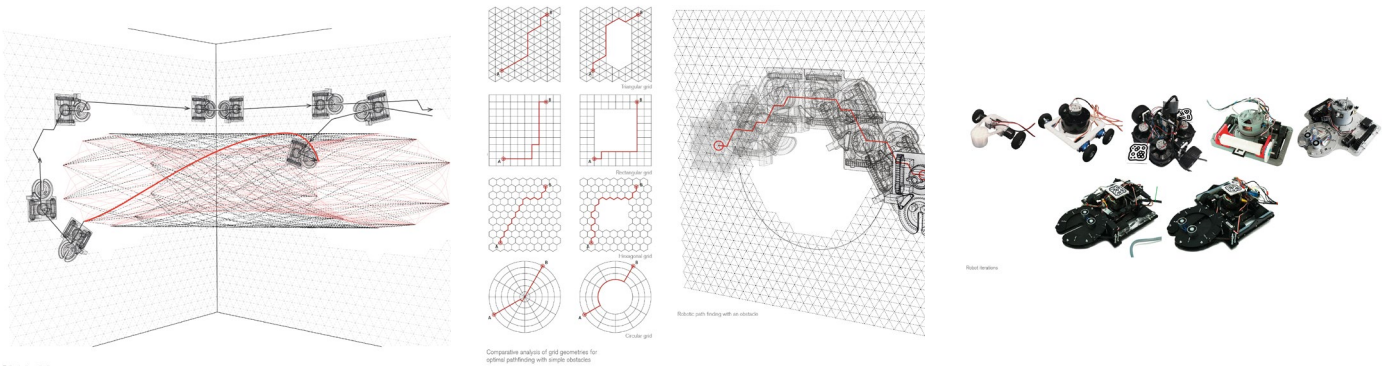 A
B
A
B
Triangular grid
A
B
A
B
Rectangular grid
A
B
A
B
Hexagonal grid
A
B
A
B
Circular grid
Comparative analysis of grid geometries for
optimal pathfinding with simple obstacles
Robotic path finding with an obstacle
Robot iterations